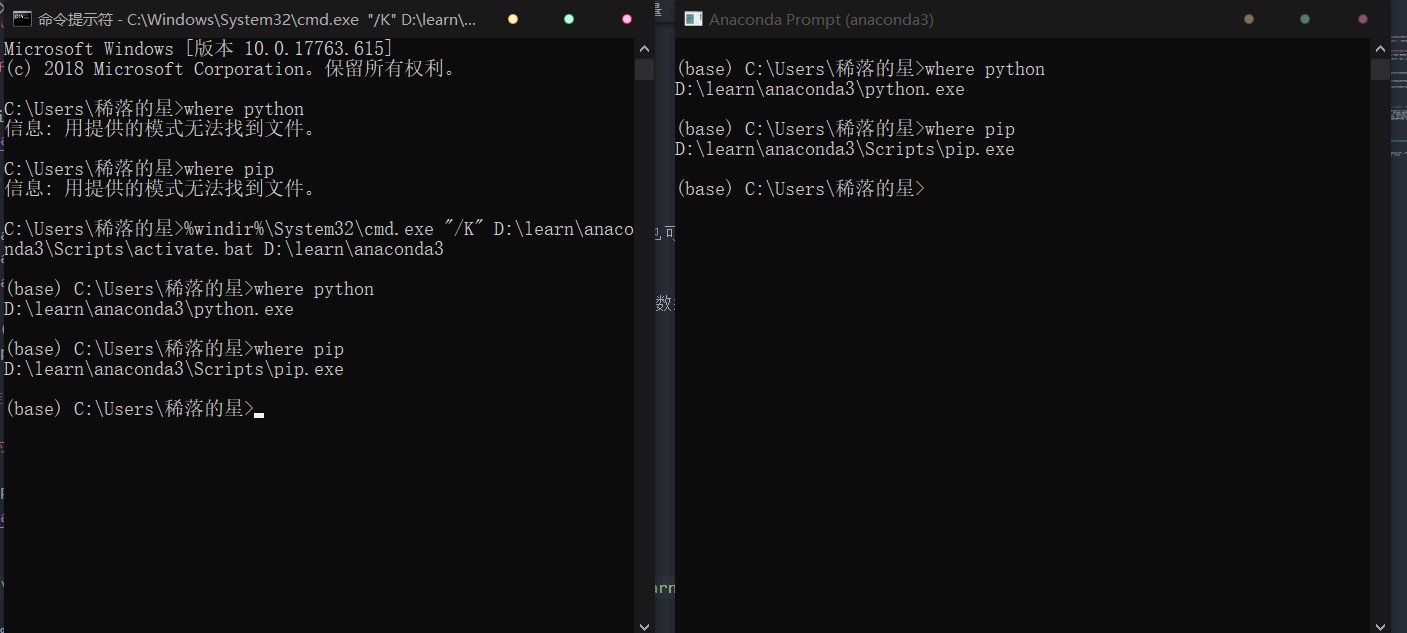 命令提示符 - C:\Windows\System32\cmd.exe "/K" D:\learn\...
Microsoft Windows [版本 10.0.17763.615]
(c) 2018 Microsoft Corporation。保留所有权利。
C:\Users\稀落的星>where python
信息: 用提供的模式无法找到文件。
C:\Users\稀落的星>where pip
信息: 用提供的模式无法找到文件。
C:\Users\稀落的星>%windir%\System32\cmd.exe "/K" D:\learn\anaco
nda3\Scripts\activate.bat D:\learn\anaconda3
(base) C:\Users\稀落的星>where python
D:\learn\anaconda3\python.exe
(base) C:\Users\稀落的星>where pip
D:\learn\anaconda3\Scripts\pip.exe
(base) C:\Users\稀落的星>
Anaconda Prompt (anaconda3)
(base) C:\Users\稀落的星>where python
D:\learn\anaconda3\python.exe
(base) C:\Users\稀落的星>where pip
D:\learn\anaconda3\Scripts\pip.exe
(base) C:\Users\稀落的星>